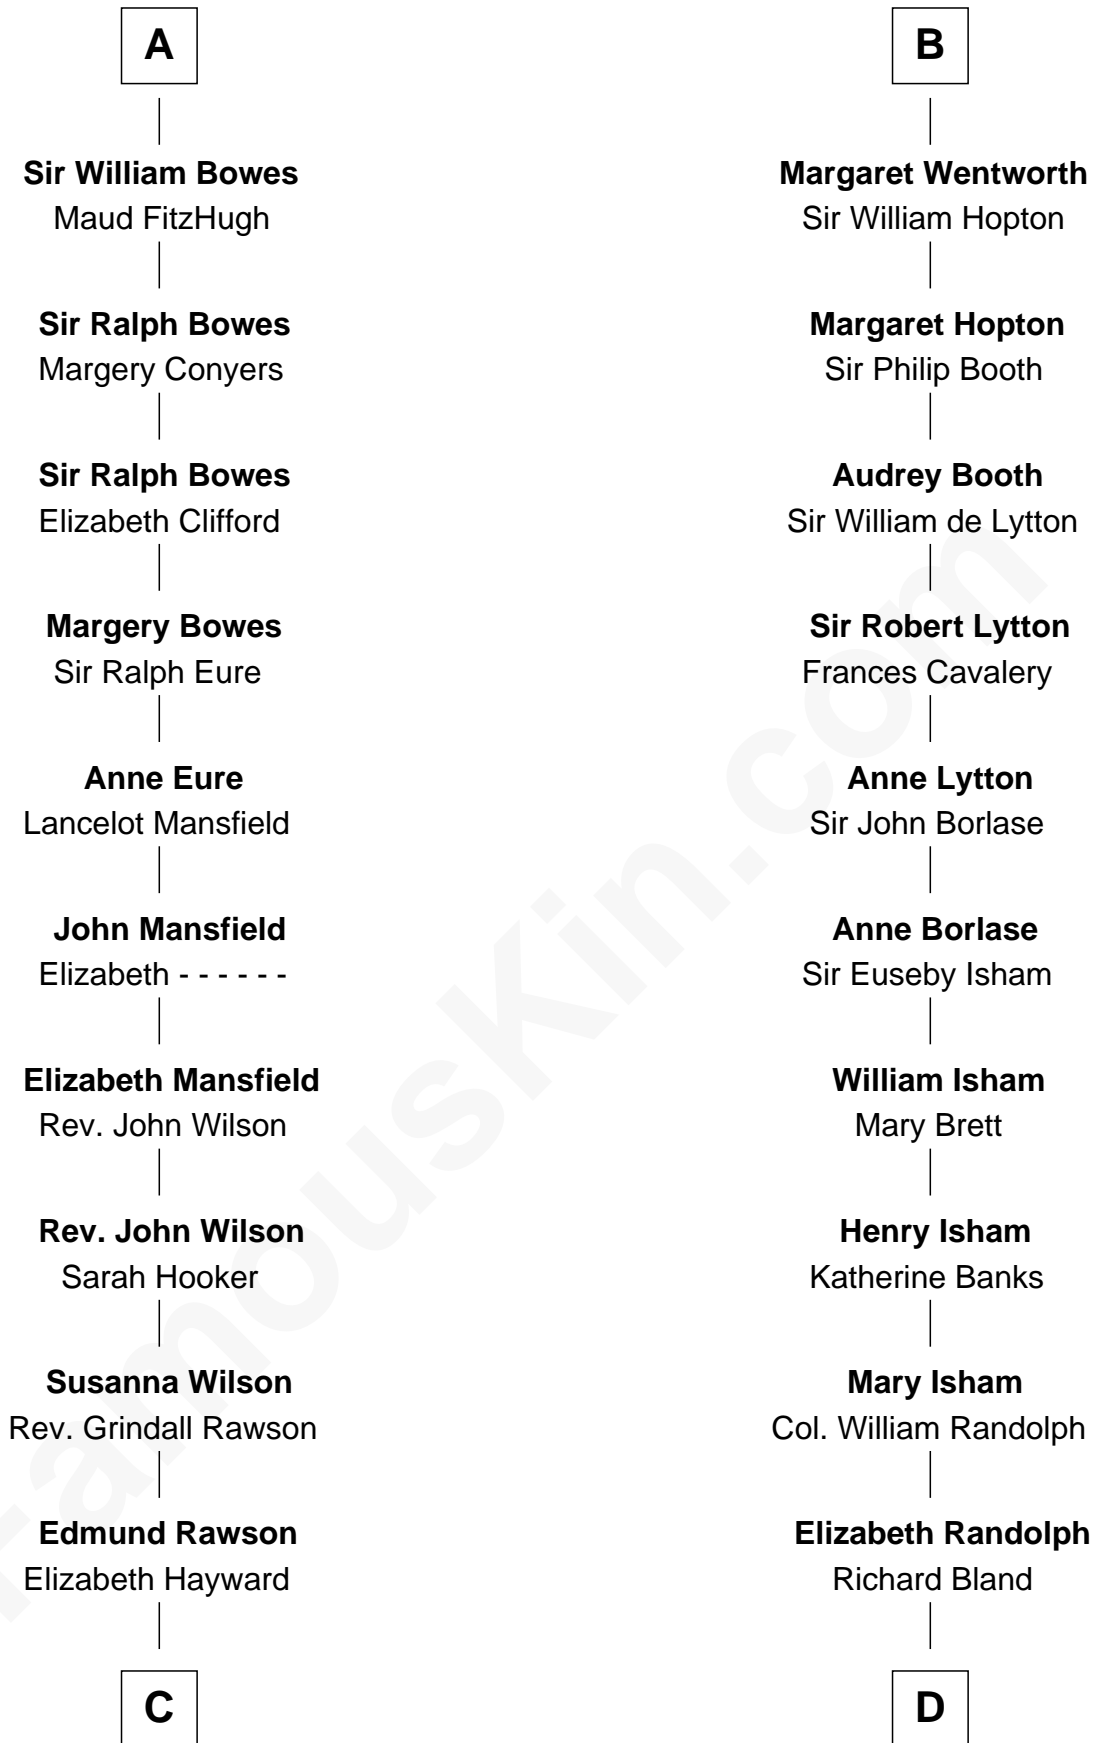 A
Sir William Bowes
Maud FitzHugh
Sir Ralph Bowes
Margery Conyers
Sir Ralph Bowes
Elizabeth Clifford
Margery Bowes
Sir Ralph Eure
Anne Eure
Lancelot Mansfield
John Mansfield
Elizabeth - - - - - -
Elizabeth Mansfield
Rev. John Wilson
Rev. John Wilson
Sarah Hooker
Susanna Wilson
Rev. Grindall Rawson
Edmund Rawson
Elizabeth Hayward
C
B
Margaret Wentworth
Sir William Hopton
Margaret Hopton
Sir Philip Booth
Audrey Booth
Sir William de Lytton
Sir Robert Lytton
Frances Cavalery
Anne Lytton
Sir John Borlase
Anne Borlase
Sir Euseby Isham
William Isham
Mary Brett
Henry Isham
Katherine Banks
Mary Isham
Col. William Randolph
Elizabeth Randolph
Richard Bland
D
FamousKin.com